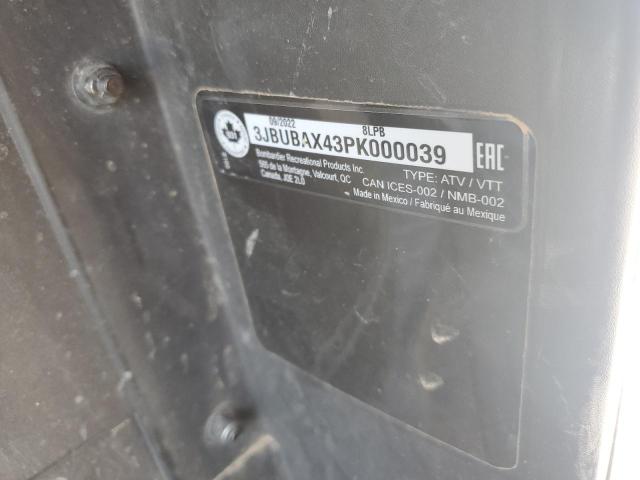 09/2022 8LPB
3JBUBAX43PK000039
EAC
Bombardier Recreational Products Inc.
565 de la Montagne, Valcourt, QC
Canada, J0E 2L0
TYPE: ATV / VTT
CAN ICES-002 / NMB-002
Made in Mexico / Fabriqué au Mexique